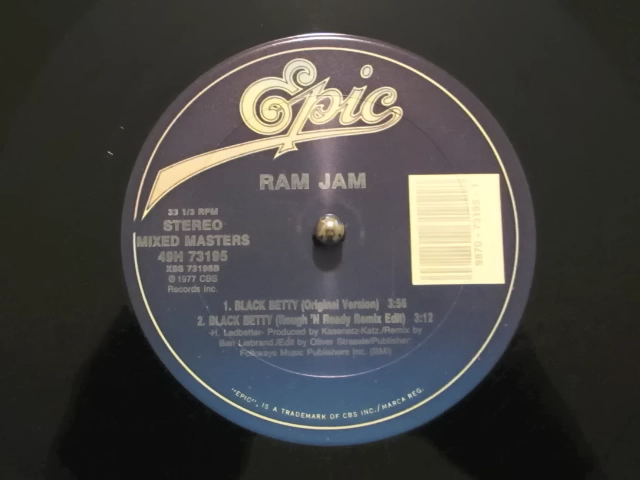 Epic
RAM JAM
33 1/3 RPM
STEREO
MIXED MASTERS
49H 73195
XSS 73195B
℗ 1977 CBS
Records Inc.
1. BLACK BETTY (Original Version) 3:56
2. BLACK BETTY (Rough 'N Ready Remix Edit) 3:12
-H. Ledbetter- Produced by Kasenetz-Katz/Remix by
Ben Liebrand/Edit by Oliver Straede/Publisher:
Folkways Music Publishers Inc. (BMI)
"EPIC", IS A TRADEMARK OF CBS INC./MARCA REG.